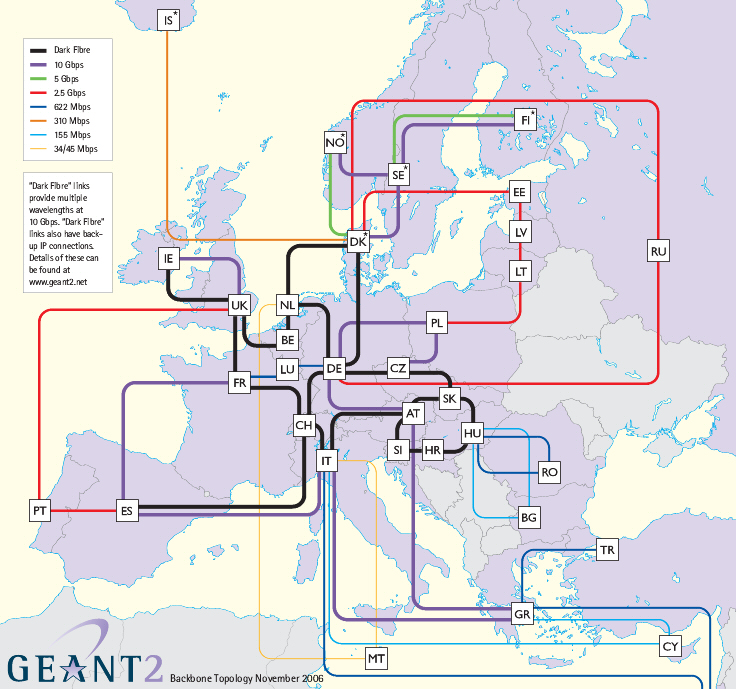 IS*
Dark Fibre
10 Gbps
5 Gbps
2.5 Gbps
622 Mbps
310 Mbps
155 Mbps
34/45 Mbps
"Dark Fibre" links
provide multiple
wavelengths at
10 Gbps. "Dark Fibre"
links also have back-
up IP connections.
Details of these can
be found at
www.geant2.net
FI*
NO*
SE*
EE
LV
DK*
RU
IE
LT
UK
NL
PL
BE
LU
DE
CZ
FR
SK
AT
CH
HU
SI
HR
IT
RO
PT
ES
BG
TR
GR
CY
MT
GEANT2
Backbone Topology November 2006